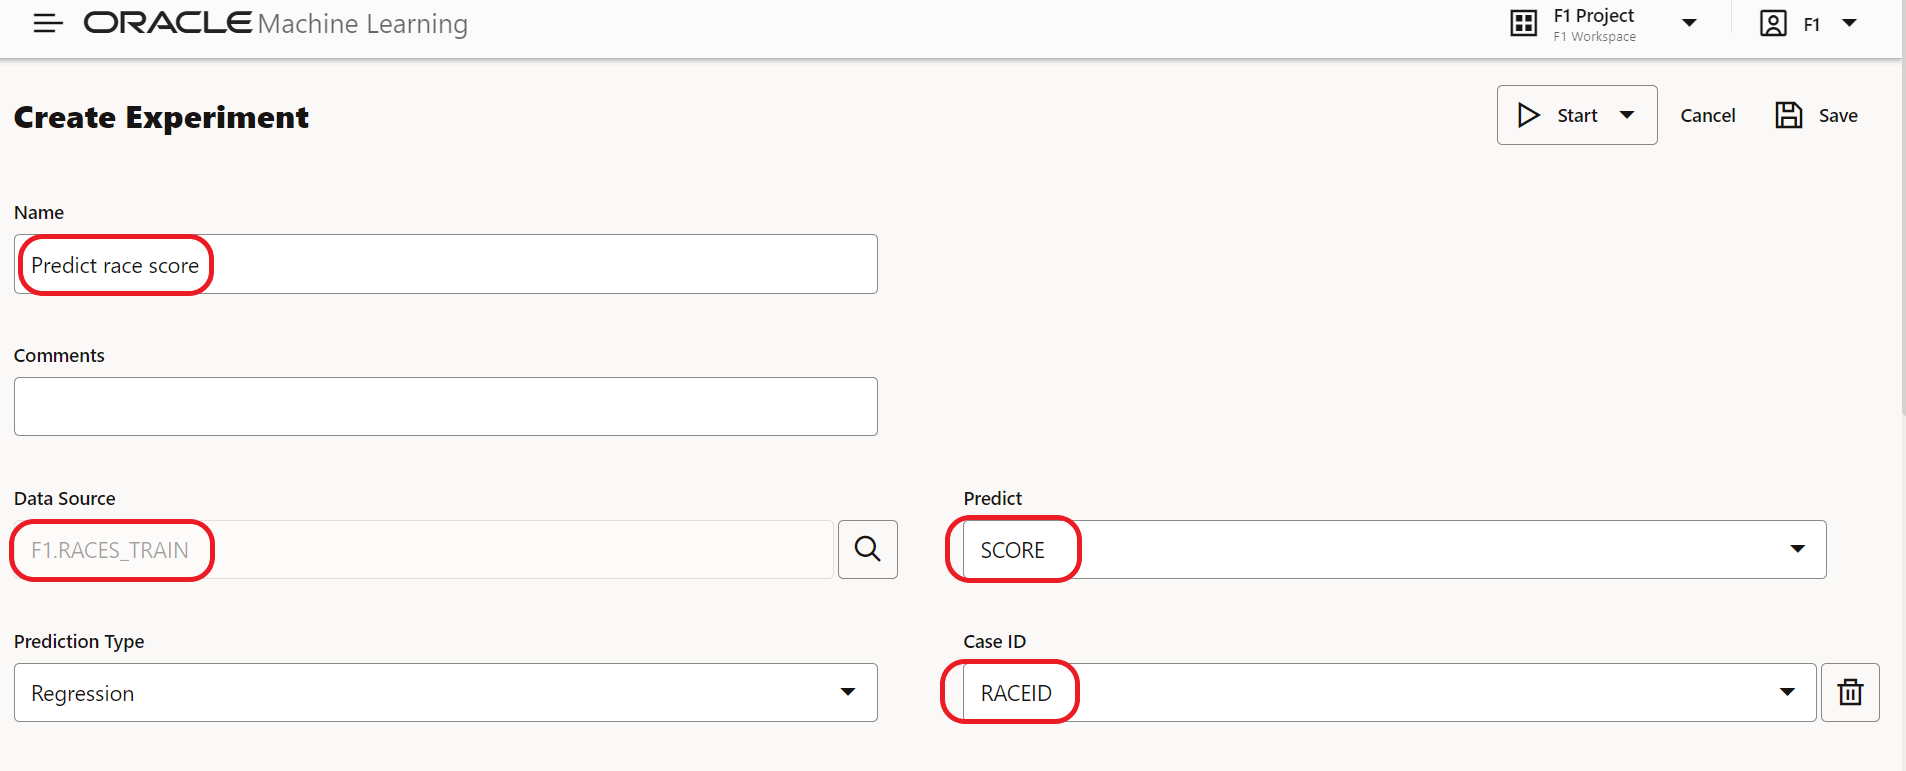 ORACLE Machine Learning
F1 Project
F1 Workspace
F1
Create Experiment
Start
Cancel
Save
Name
Predict race score
Comments
Data Source
F1.RACES_TRAIN
Predict
SCORE
Prediction Type
Regression
Case ID
RACEID